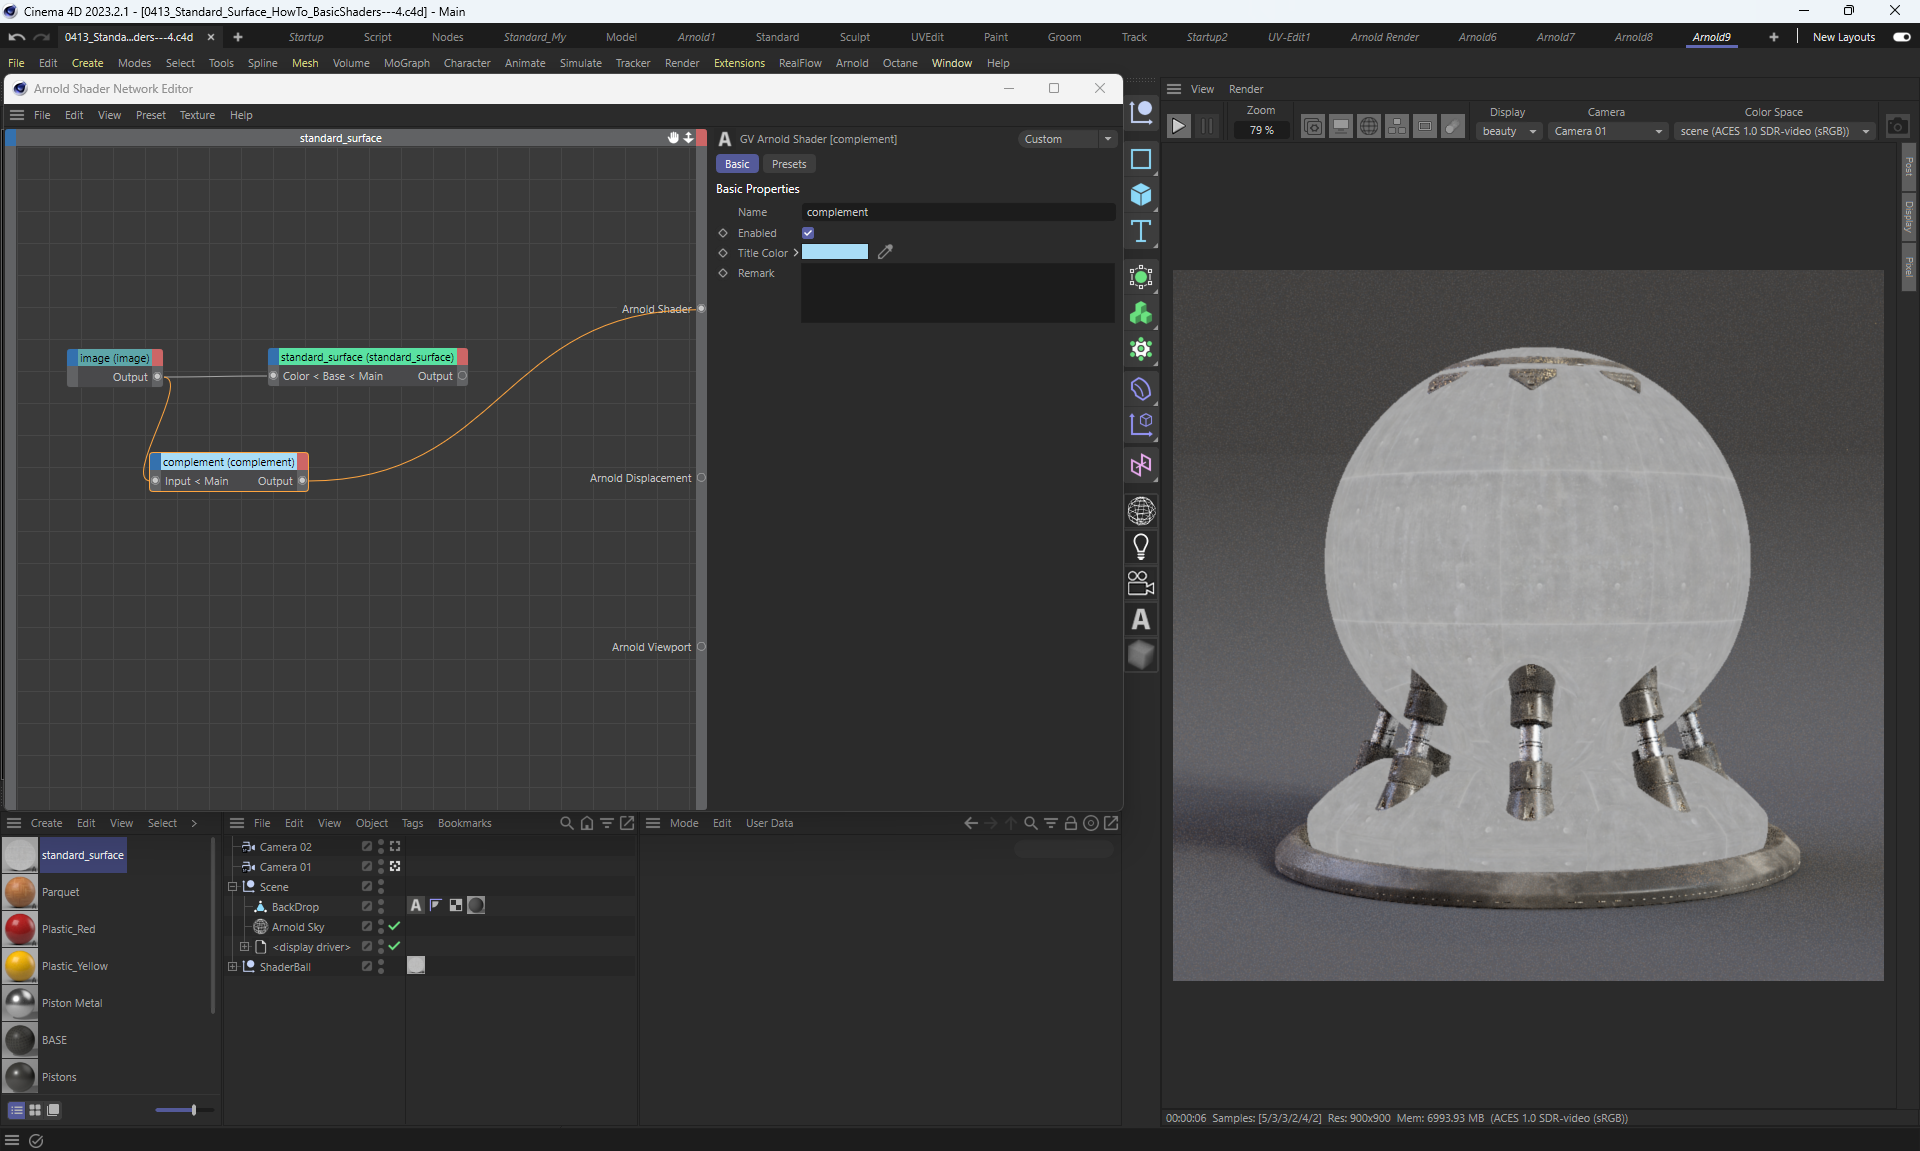 Cinema 4D 2023.2.1 - [0413_Standard_Surface_HowTo_BasicShaders---4.c4d] - Main
0413_Standa...ders---4.c4d Startup Script Nodes Standard_My Model Arnold1 Standard Sculpt UVEdit Paint Groom Track Startup2 UV-Edit1 Arnold Render Arnold6 Arnold7 Arnold8 Arnold9 New Layouts
File Edit Create Modes Select Tools Spline Mesh Volume MoGraph Character Animate Simulate Tracker Render Extensions RealFlow Arnold Octane Window Help
Arnold Shader Network Editor
File Edit View Preset Texture Help
standard_surface
Arnold Shader
image (image)
Output
standard_surface (standard_surface)
Color < Base < Main Output
complement (complement)
Input < Main Output
Arnold Displacement
Arnold Viewport
A GV Arnold Shader [complement] Custom
Basic Presets
Basic Properties
Name complement
Enabled
Title Color >
Remark
View Render
Zoom Display Camera Color Space
79 % beauty Camera 01 scene (ACES 1.0 SDR-video (sRGB))
Post
Display
Pixel
Create Edit View Select >
standard_surface
Parquet
Plastic_Red
Plastic_Yellow
Piston Metal
BASE
Pistons
File Edit View Object Tags Bookmarks
Camera 02
Camera 01
Scene
BackDrop
Arnold Sky
<display driver>
ShaderBall
Mode Edit User Data
00:00:06 Samples: [5/3/3/2/4/2] Res: 900x900 Mem: 6993.93 MB (ACES 1.0 SDR-video (sRGB))